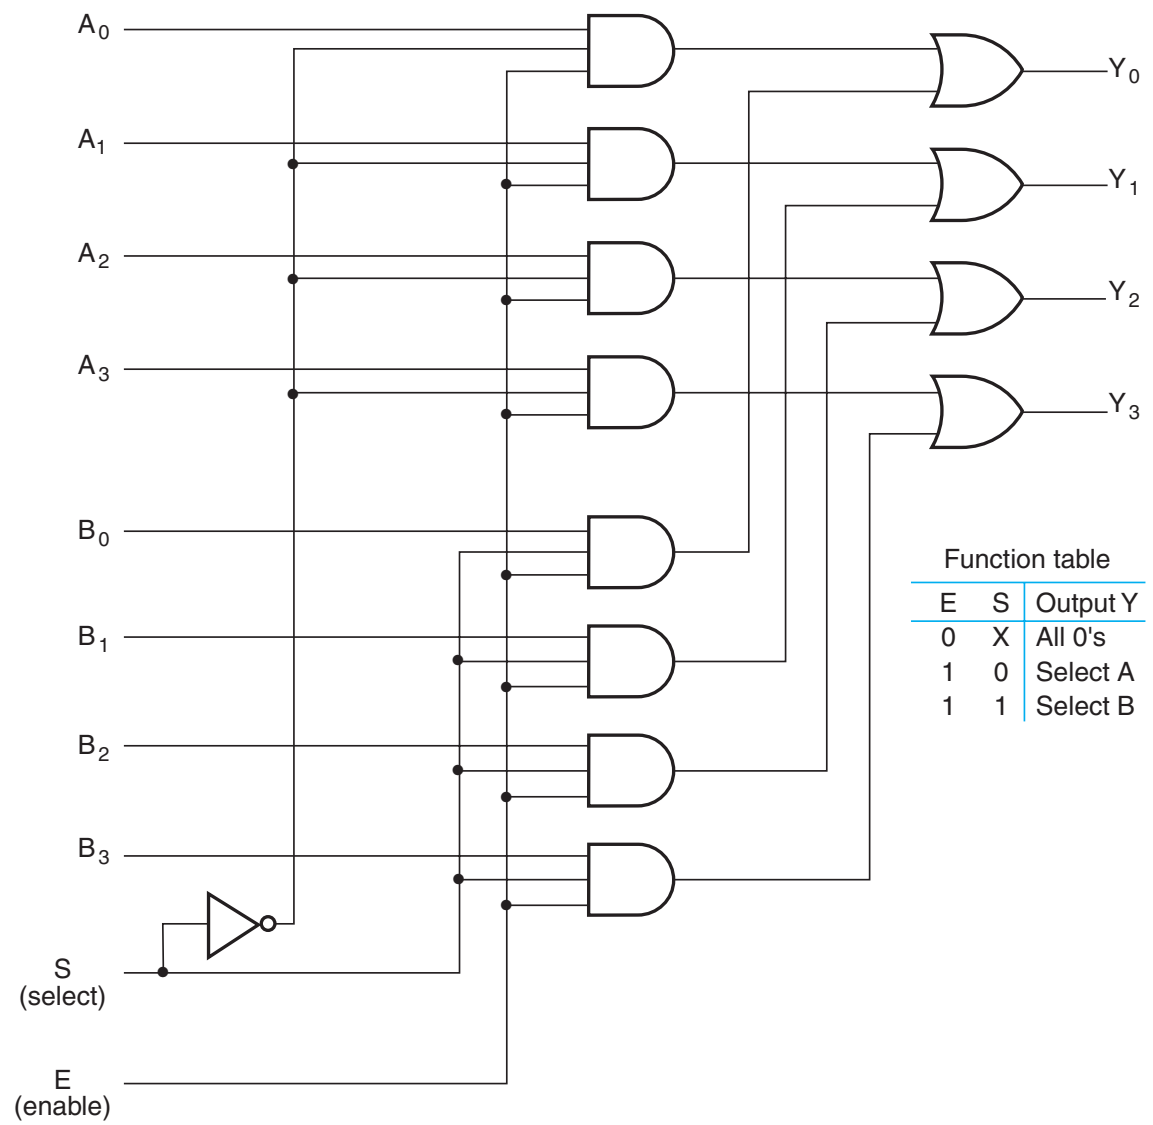 A0
Y0
A1
Y1
A2
Y2
A3
Y3
B0
Function table
E S Output Y
0 X All 0's
1 0 Select A
1 1 Select B
B1
B2
B3
S
(select)
E
(enable)